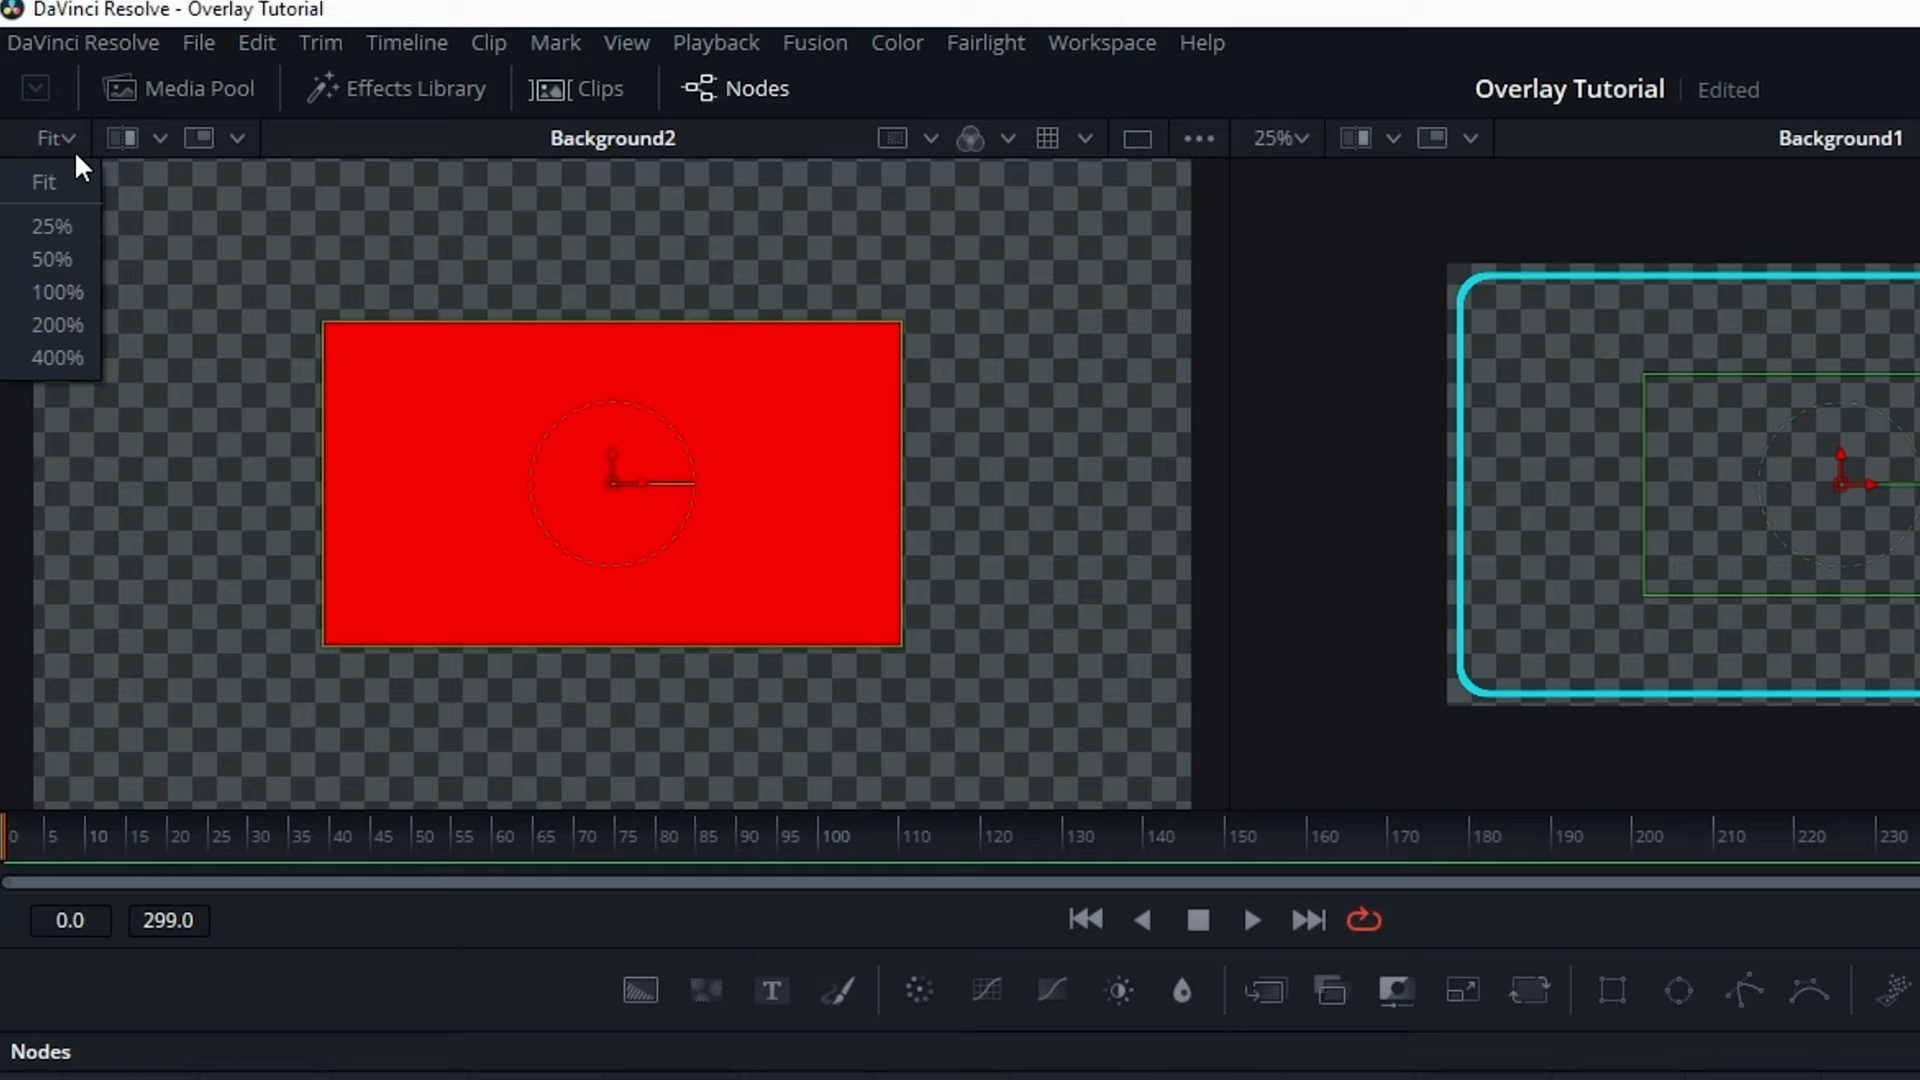 DaVinci Resolve - Overlay Tutorial
DaVinci Resolve File Edit Trim Timeline Clip Mark View Playback Fusion Color Fairlight Workspace Help
Media Pool Effects Library Clips Nodes Overlay Tutorial Edited
Fit Background2 25% Background1
Fit
25%
50%
100%
200%
400%
0 5 10 15 20 25 30 35 40 45 50 55 60 65 70 75 80 85 90 95 100 110 120 130 140 150 160 170 180 190 200 210 220 230
0.0 299.0
T
Nodes